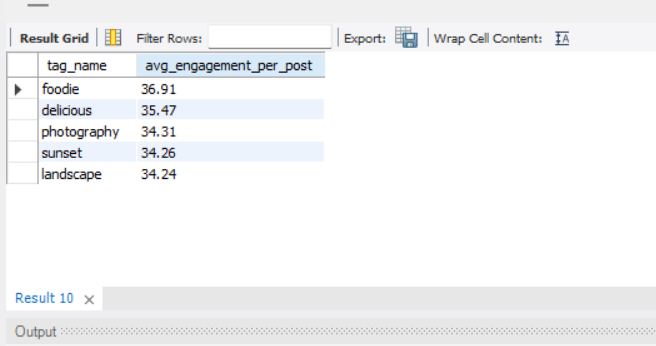 Result Grid Filter Rows: Export: Wrap Cell Content: IA
tag_name avg_engagement_per_post
foodie 36.91
delicious 35.47
photography 34.31
sunset 34.26
landscape 34.24
Result 10 ×
Output